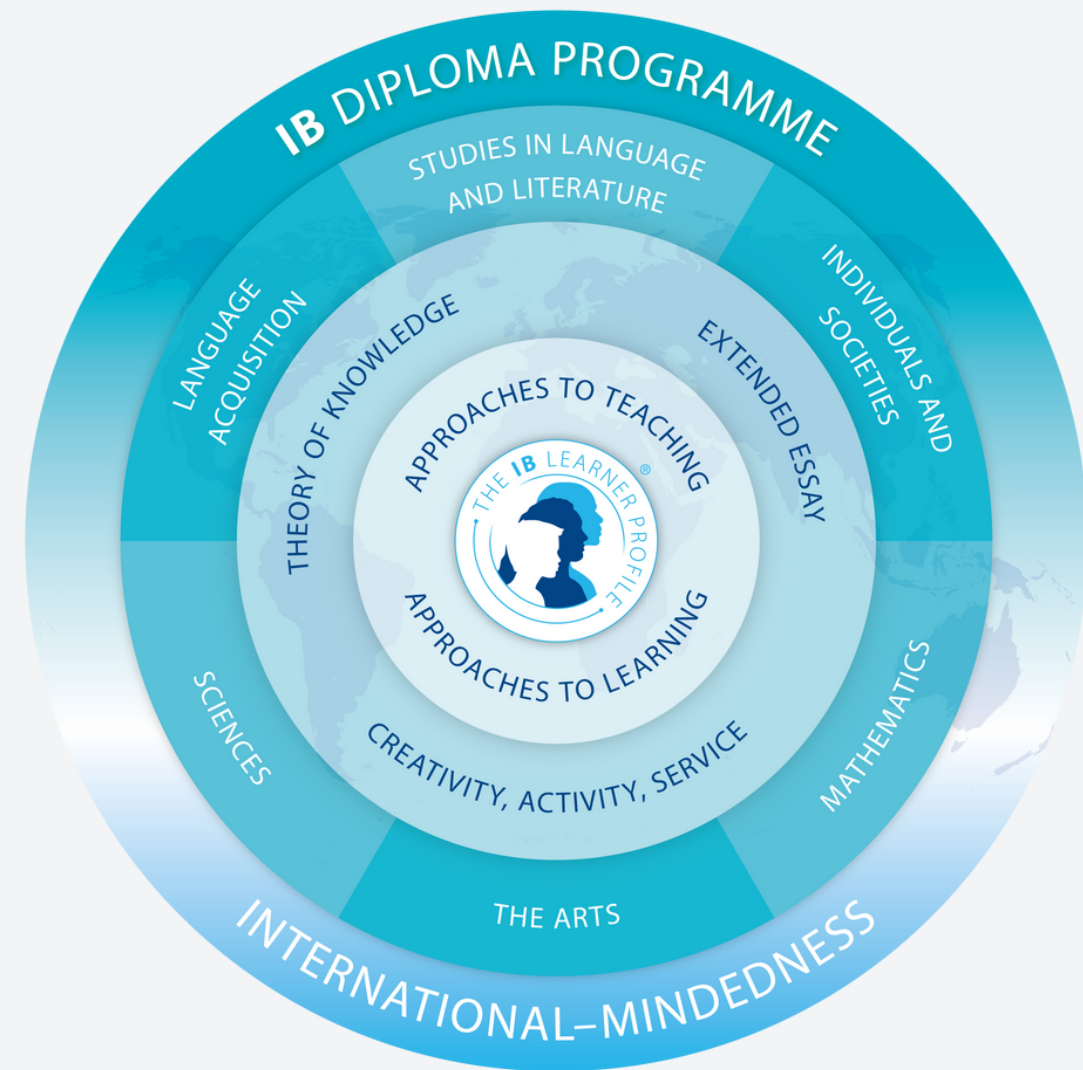 IB DIPLOMA PROGRAMME
STUDIES IN LANGUAGE
AND LITERATURE
LANGUAGE
ACQUISITION
INDIVIDUALS AND
SOCIETIES
THEORY OF KNOWLEDGE
EXTENDED ESSAY
APPROACHES TO TEACHING
THE IB LEARNER PROFILE ®
APPROACHES TO LEARNING
CREATIVITY, ACTIVITY, SERVICE
SCIENCES
MATHEMATICS
THE ARTS
INTERNATIONAL–MINDEDNESS